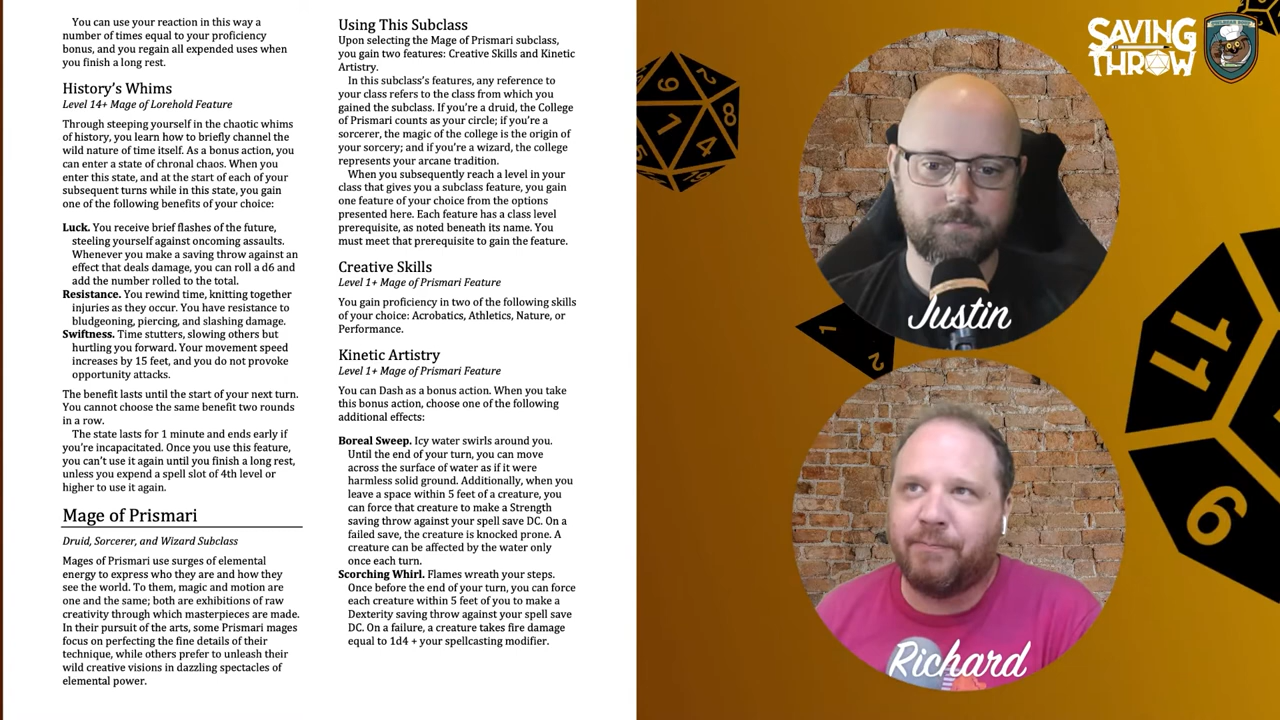 You can use your reaction in this way a
number of times equal to your proficiency
bonus, and you regain all expended uses when
you finish a long rest.
History's Whims
Level 14+ Mage of Lorehold Feature
Through steeping yourself in the chaotic whims
of history, you learn how to briefly channel the
wild nature of time itself. As a bonus action, you
can enter a state of chronal chaos. When you
enter this state, and at the start of each of your
subsequent turns while in this state, you gain
one of the following benefits of your choice:
Luck. You receive brief flashes of the future,
steeling yourself against oncoming assaults.
Whenever you make a saving throw against an
effect that deals damage, you can roll a d6 and
add the number rolled to the total.
Resistance. You rewind time, knitting together
injuries as they occur. You have resistance to
bludgeoning, piercing, and slashing damage.
Swiftness. Time stutters, slowing others but
hurtling you forward. Your movement speed
increases by 15 feet, and you do not provoke
opportunity attacks.
The benefit lasts until the start of your next turn.
You cannot choose the same benefit two rounds
in a row.
The state lasts for 1 minute and ends early if
you're incapacitated. Once you use this feature,
you can't use it again until you finish a long rest,
unless you expend a spell slot of 4th level or
higher to use it again.
Mage of Prismari
Druid, Sorcerer, and Wizard Subclass
Mages of Prismari use surges of elemental
energy to express who they are and how they
see the world. To them, magic and motion are
one and the same; both are exhibitions of raw
creativity through which masterpieces are made.
In their pursuit of the arts, some Prismari mages
focus on perfecting the fine details of their
technique, while others prefer to unleash their
wild creative visions in dazzling spectacles of
elemental power.
Using This Subclass
Upon selecting the Mage of Prismari subclass,
you gain two features: Creative Skills and Kinetic
Artistry.
In this subclass's features, any reference to
your class refers to the class from which you
gained the subclass. If you're a druid, the College
of Prismari counts as your circle; if you're a
sorcerer, the magic of the college is the origin of
your sorcery; and if you're a wizard, the college
represents your arcane tradition.
When you subsequently reach a level in your
class that gives you a subclass feature, you gain
one feature of your choice from the options
presented here. Each feature has a class level
prerequisite, as noted beneath its name. You
must meet that prerequisite to gain the feature.
Creative Skills
Level 1+ Mage of Prismari Feature
You gain proficiency in two of the following skills
of your choice: Acrobatics, Athletics, Nature, or
Performance.
Kinetic Artistry
Level 1+ Mage of Prismari Feature
You can Dash as a bonus action. When you take
this bonus action, choose one of the following
additional effects:
Boreal Sweep. Icy water swirls around you.
Until the end of your turn, you can move
across the surface of water as if it were
harmless solid ground. Additionally, when you
leave a space within 5 feet of a creature, you
can force that creature to make a Strength
saving throw against your spell save DC. On a
failed save, the creature is knocked prone. A
creature can be affected by the water only
once each turn.
Scorching Whirl. Flames wreath your steps.
Once before the end of your turn, you can force
each creature within 5 feet of you to make a
Dexterity saving throw against your spell save
DC. On a failure, a creature takes fire damage
equal to 1d4 + your spellcasting modifier.
SAVING
THROW
Justin
Richard
2
9
8
7
4
1
2
11
9